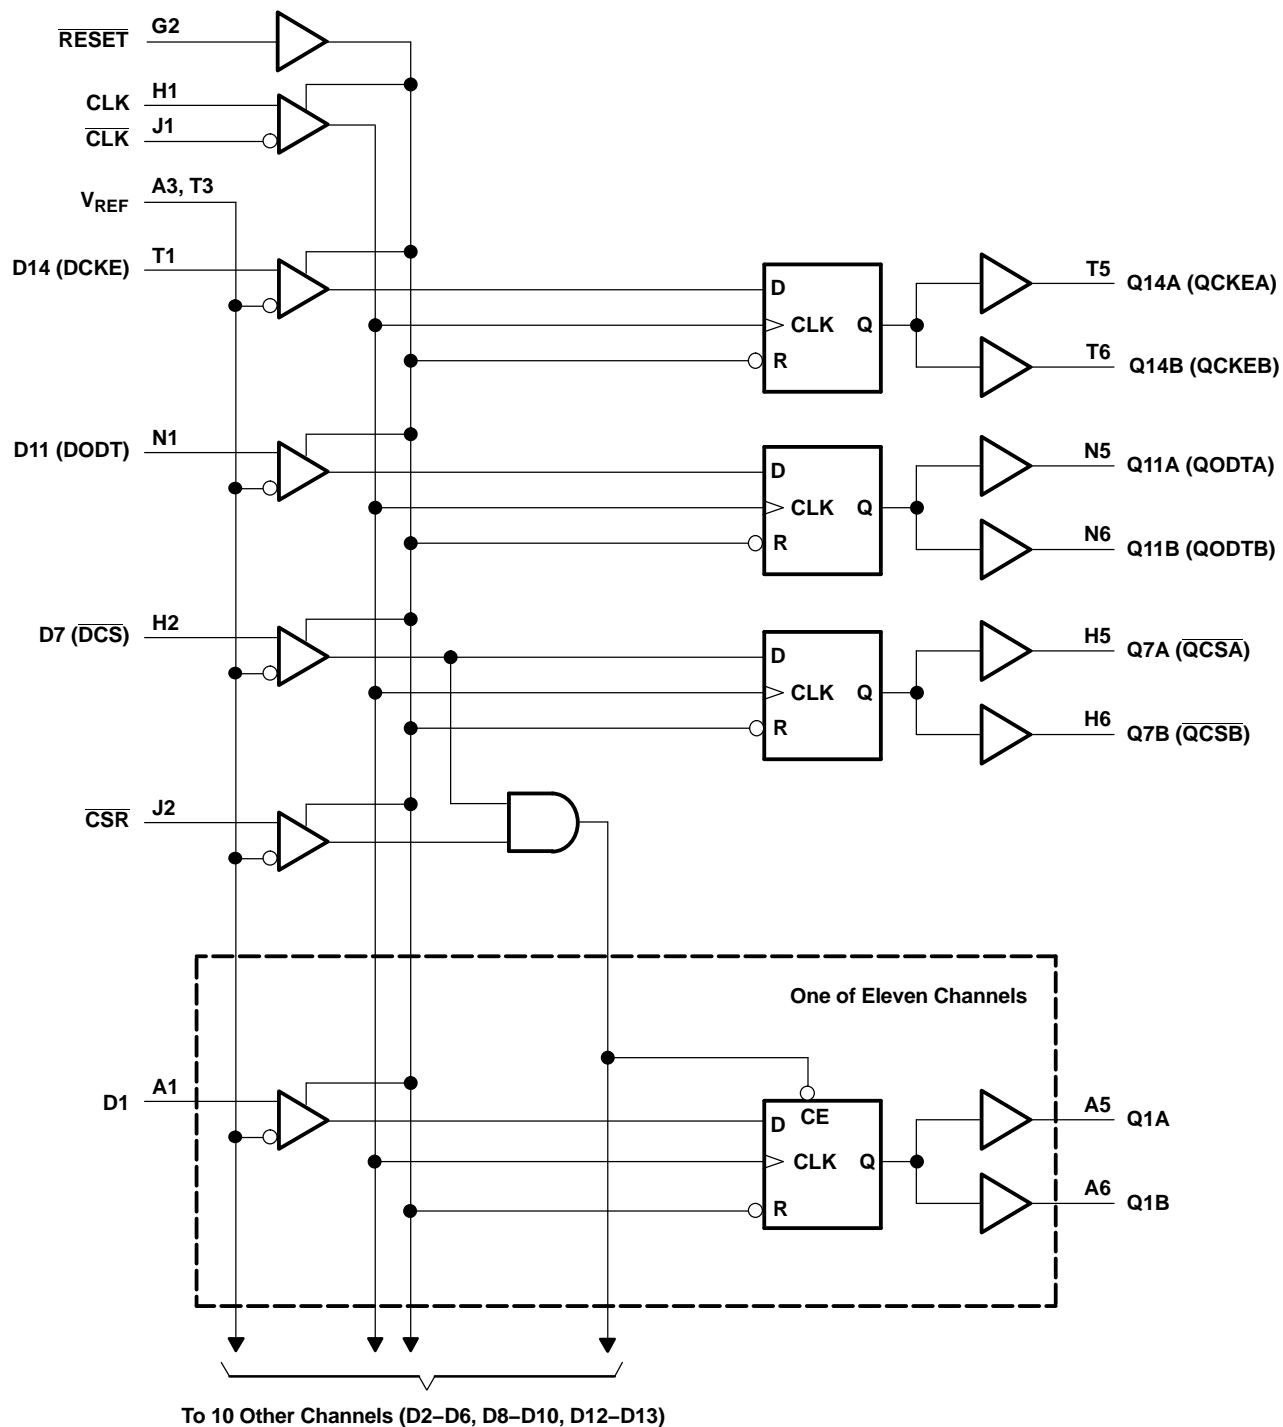 RESET G2
CLK H1
CLK J1
VREF A3, T3
D14 (DCKE) T1
D
CLK Q
R
T5 Q14A (QCKEA)
T6 Q14B (QCKEB)
D11 (DODT) N1
D
CLK Q
R
N5 Q11A (QODTA)
N6 Q11B (QODTB)
D7 (DCS) H2
D
CLK Q
R
H5 Q7A (QCSA)
H6 Q7B (QCSB)
CSR J2
One of Eleven Channels
D1 A1
CE
D
CLK Q
R
A5 Q1A
A6 Q1B
To 10 Other Channels (D2–D6, D8–D10, D12–D13)